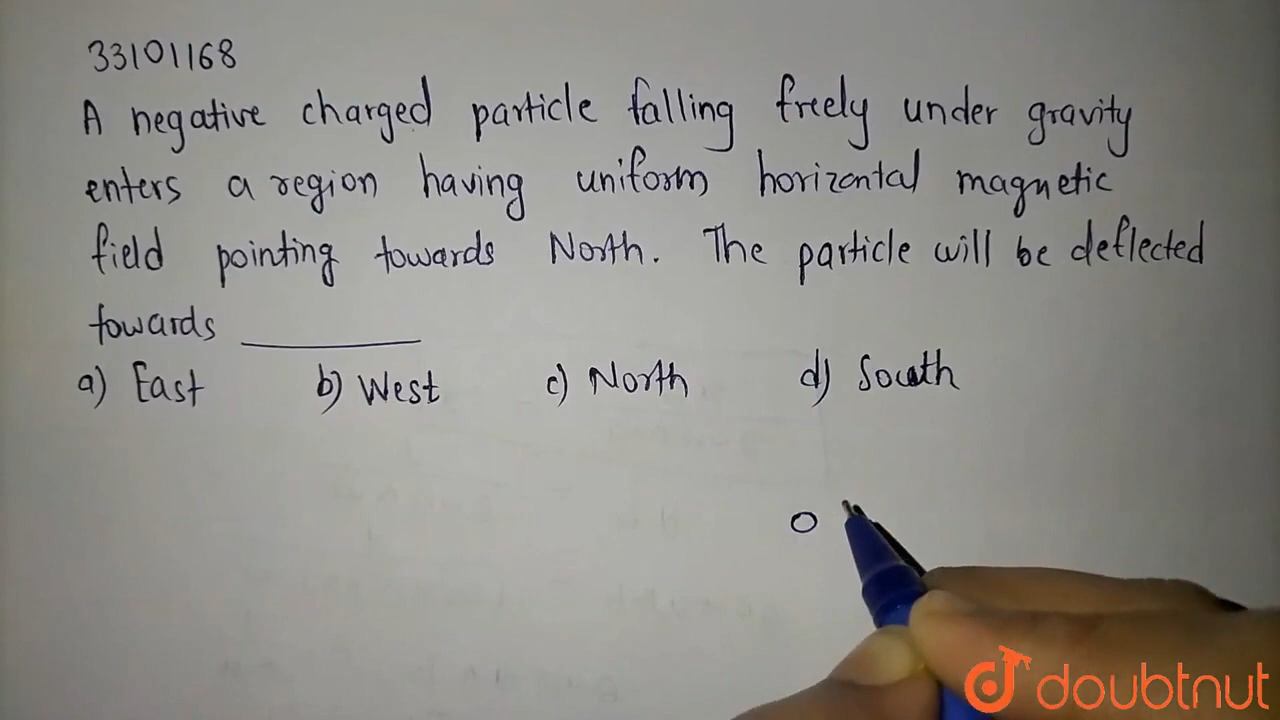 33101168
A negative charged particle falling freely under gravity
enters a region having uniform horizontal magnetic
field pointing towards North. The particle will be deflected
towards ________
a) East b) West c) North d) South
doubtnut